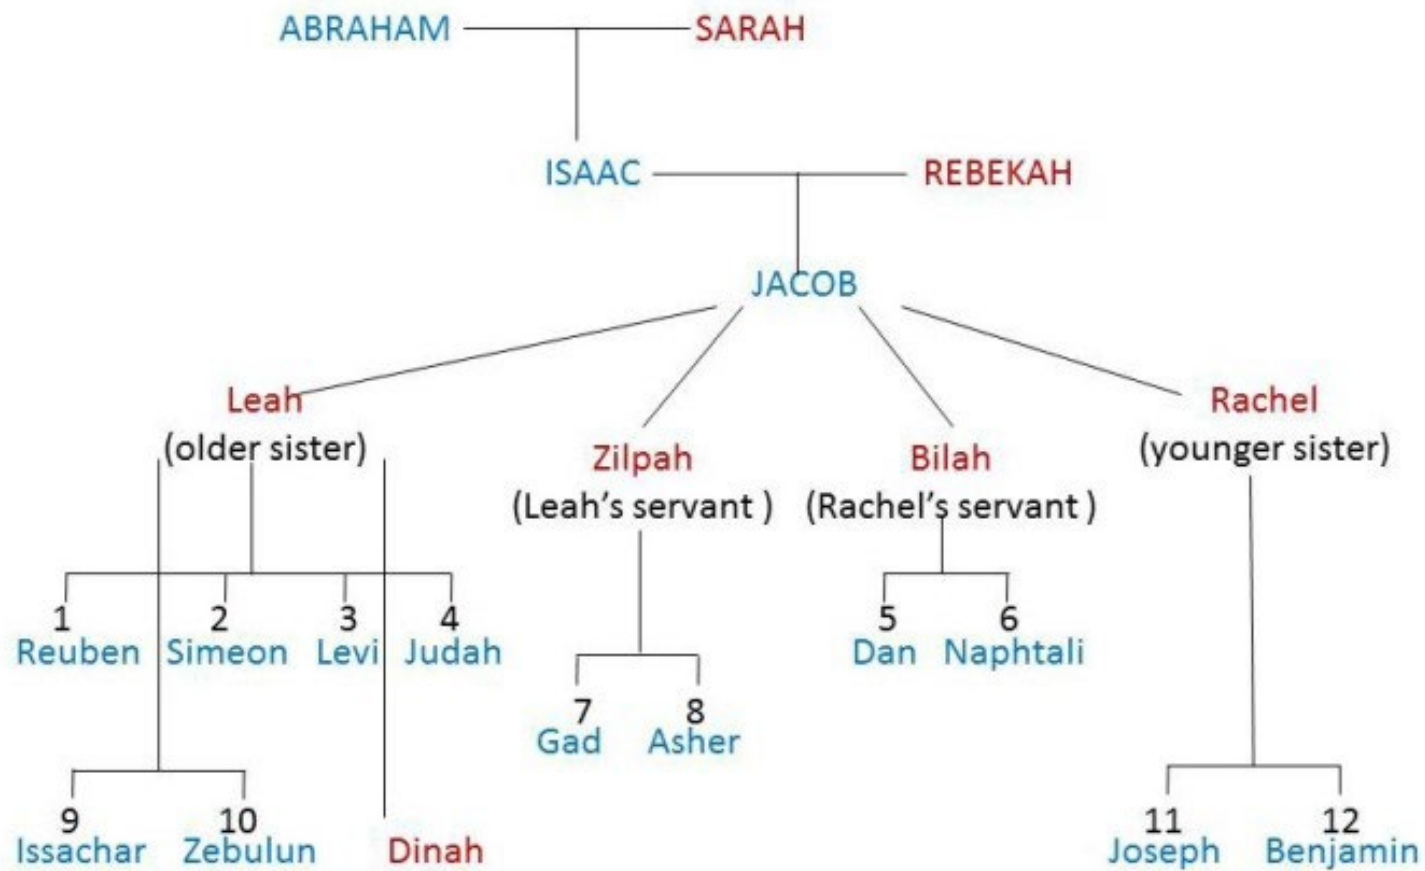 ABRAHAM SARAH
ISAAC REBEKAH
JACOB
Leah
(older sister)
Zilpah
(Leah's servant )
Bilah
(Rachel's servant )
Rachel
(younger sister)
1 2 3 4
Reuben Simeon Levi Judah
5 6
Dan Naphtali
7 8
Gad Asher
9 10
Issachar Zebulun Dinah
11 12
Joseph Benjamin